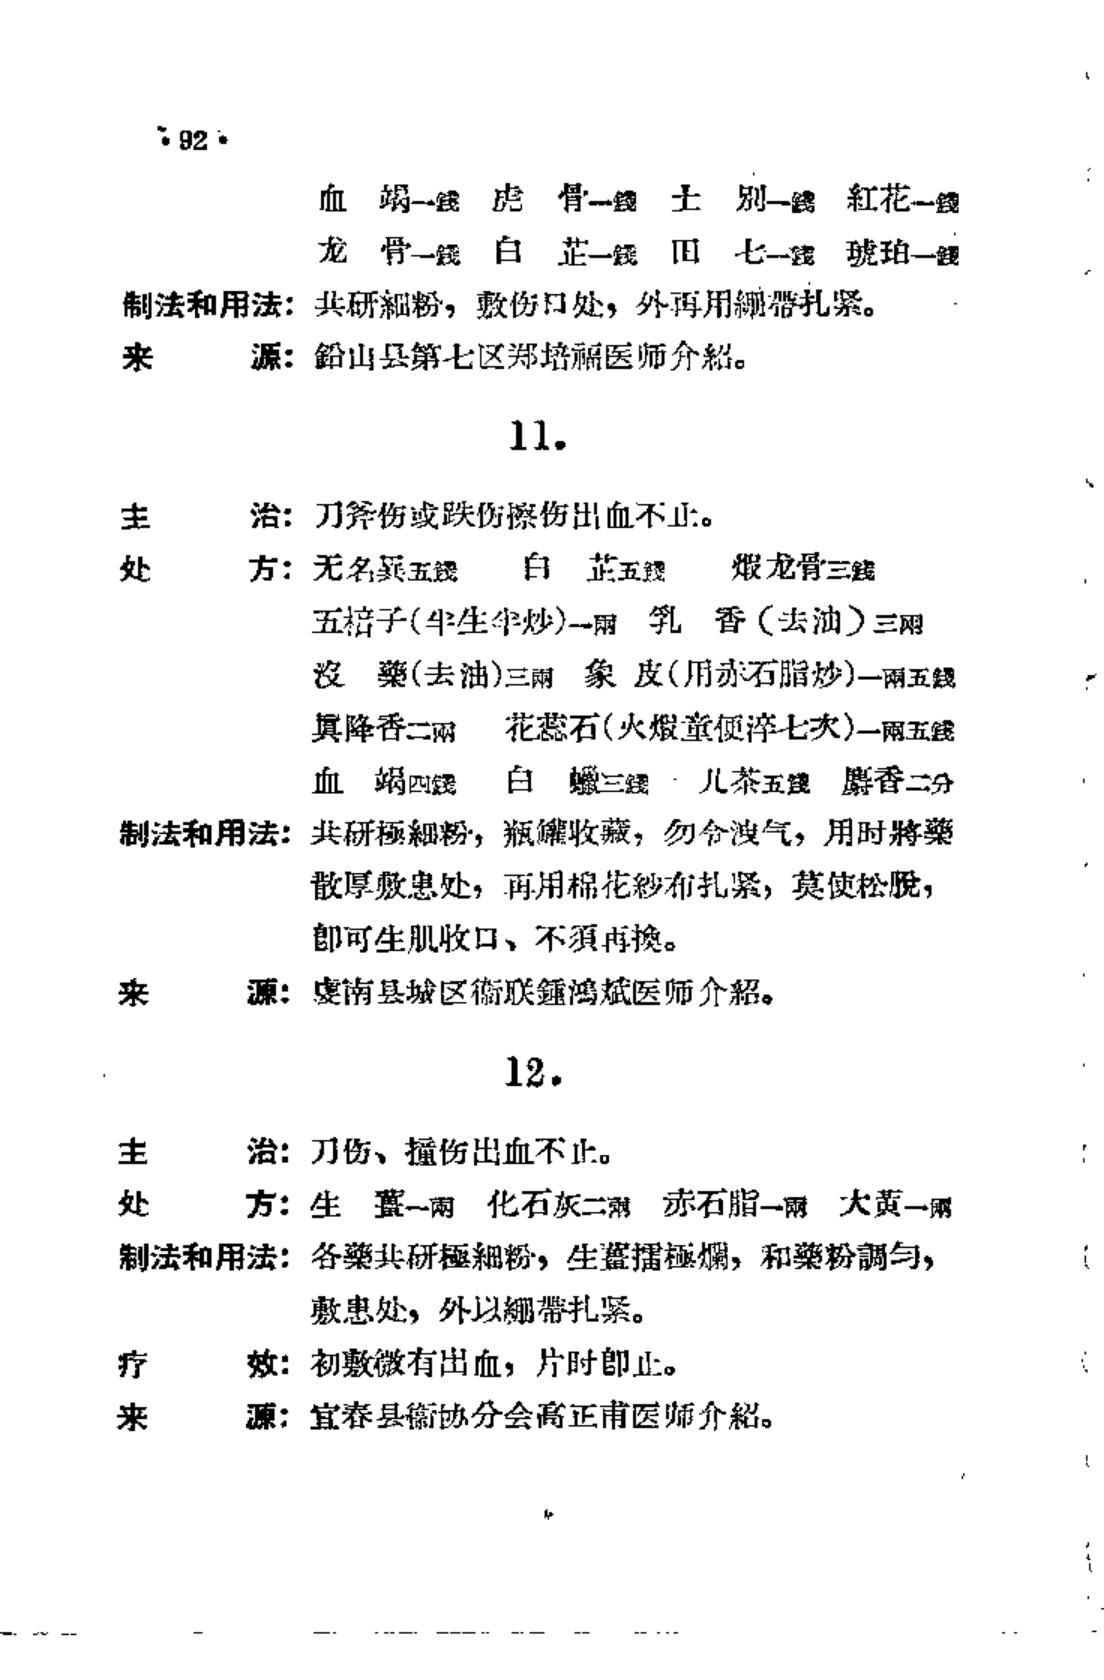 ·92·
血 竭一錢 虎 骨一錢 土 别一錢 紅花一錢
龙 骨一錢 白 芷一錢 田 七一錢 琥珀一錢
制法和用法：共研細粉，敷伤口处，外再用綳帶扎紧。
来 源：鉛山县第七区郑培福医师介紹。
11.
主 治：刀斧伤或跌伤擦伤出血不止。
处 方：无名異五錢 白 芷五錢 煆龙骨三錢
五棓子(半生半炒)一兩 乳 香（去油）三兩
沒 藥(去油)三兩 象 皮(用赤石脂炒)一兩五錢
眞降香二兩 花蕊石(火煆童便淬七次)一兩五錢
血 竭四錢 白 蠟三錢 儿茶五錢 麝香二分
制法和用法：共研極細粉，瓶罐收藏，勿令洩气，用时將藥
散厚敷患处，再用棉花紗布扎紧，莫使松脫，
卽可生肌收口、不須再換。
来 源：虔南县城区衞联鍾鴻斌医师介紹。
12.
主 治：刀伤、撞伤出血不止。
处 方：生 薑一兩 化石灰二兩 赤石脂一兩 大黃一兩
制法和用法：各藥共研極細粉，生薑擂極爛，和藥粉調匀，
敷患处，外以綳帶扎紧。
疗 效：初敷微有出血，片时卽止。
来 源：宜春县衞协分会高正甫医师介紹。